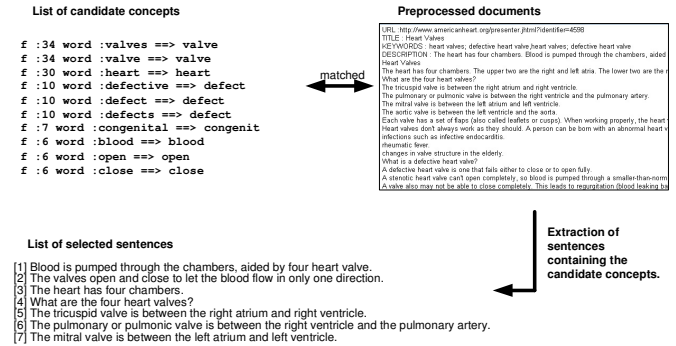 List of candidate concepts
f :34 word :valves ==> valve
f :34 word :valve ==> valve
f :30 word :heart ==> heart
f :10 word :defective ==> defect
f :10 word :defect ==> defect
f :10 word :defects ==> defect
f :7 word :congenital ==> congenit
f :6 word :blood ==> blood
f :6 word :open ==> open
f :6 word :close ==> close
matched
Preprocessed documents
URL :http://www.americanheart.org/presenter.jhtml?identifier=4598
TITLE : Heart Valves
KEYWORDS : heart valves; defective heart valve,heart valves; defective heart valve
DESCRIPTION : The heart has four chambers. Blood is pumped through the chambers, aided
Heart Valves
The heart has four chambers. The upper two are the right and left atria. The lower two are the r
What are the four heart valves?
The tricuspid valve is between the right atrium and right ventricle.
The pulmonary or pulmonic valve is between the right ventricle and the pulmonary artery.
The mitral valve is between the left atrium and left ventricle.
The aortic valve is between the left ventricle and the aorta.
Each valve has a set of flaps (also called leaflets or cusps). When working properly, the heart v
Heart valves don't always work as they should. A person can be born with an abnormal heart v
infections such as infective endocarditis.
rheumatic fever.
changes in valve structure in the elderly.
What is a defective heart valve?
A defective heart valve is one that fails either to close or to open fully.
A stenotic heart valve can't open completely, so blood is pumped through a smaller-than-norm
A valve also may not be able to close completely. This leads to regurgitation (blood leaking ba
Extraction of
sentences
containing the
candidate concepts.
List of selected sentences
[1] Blood is pumped through the chambers, aided by four heart valve.
[2] The valves open and close to let the blood flow in only one direction.
[3] The heart has four chambers.
[4] What are the four heart valves?
[5] The tricuspid valve is between the right atrium and right ventricle.
[6] The pulmonary or pulmonic valve is between the right ventricle and the pulmonary artery.
[7] The mitral valve is between the left atrium and left ventricle.